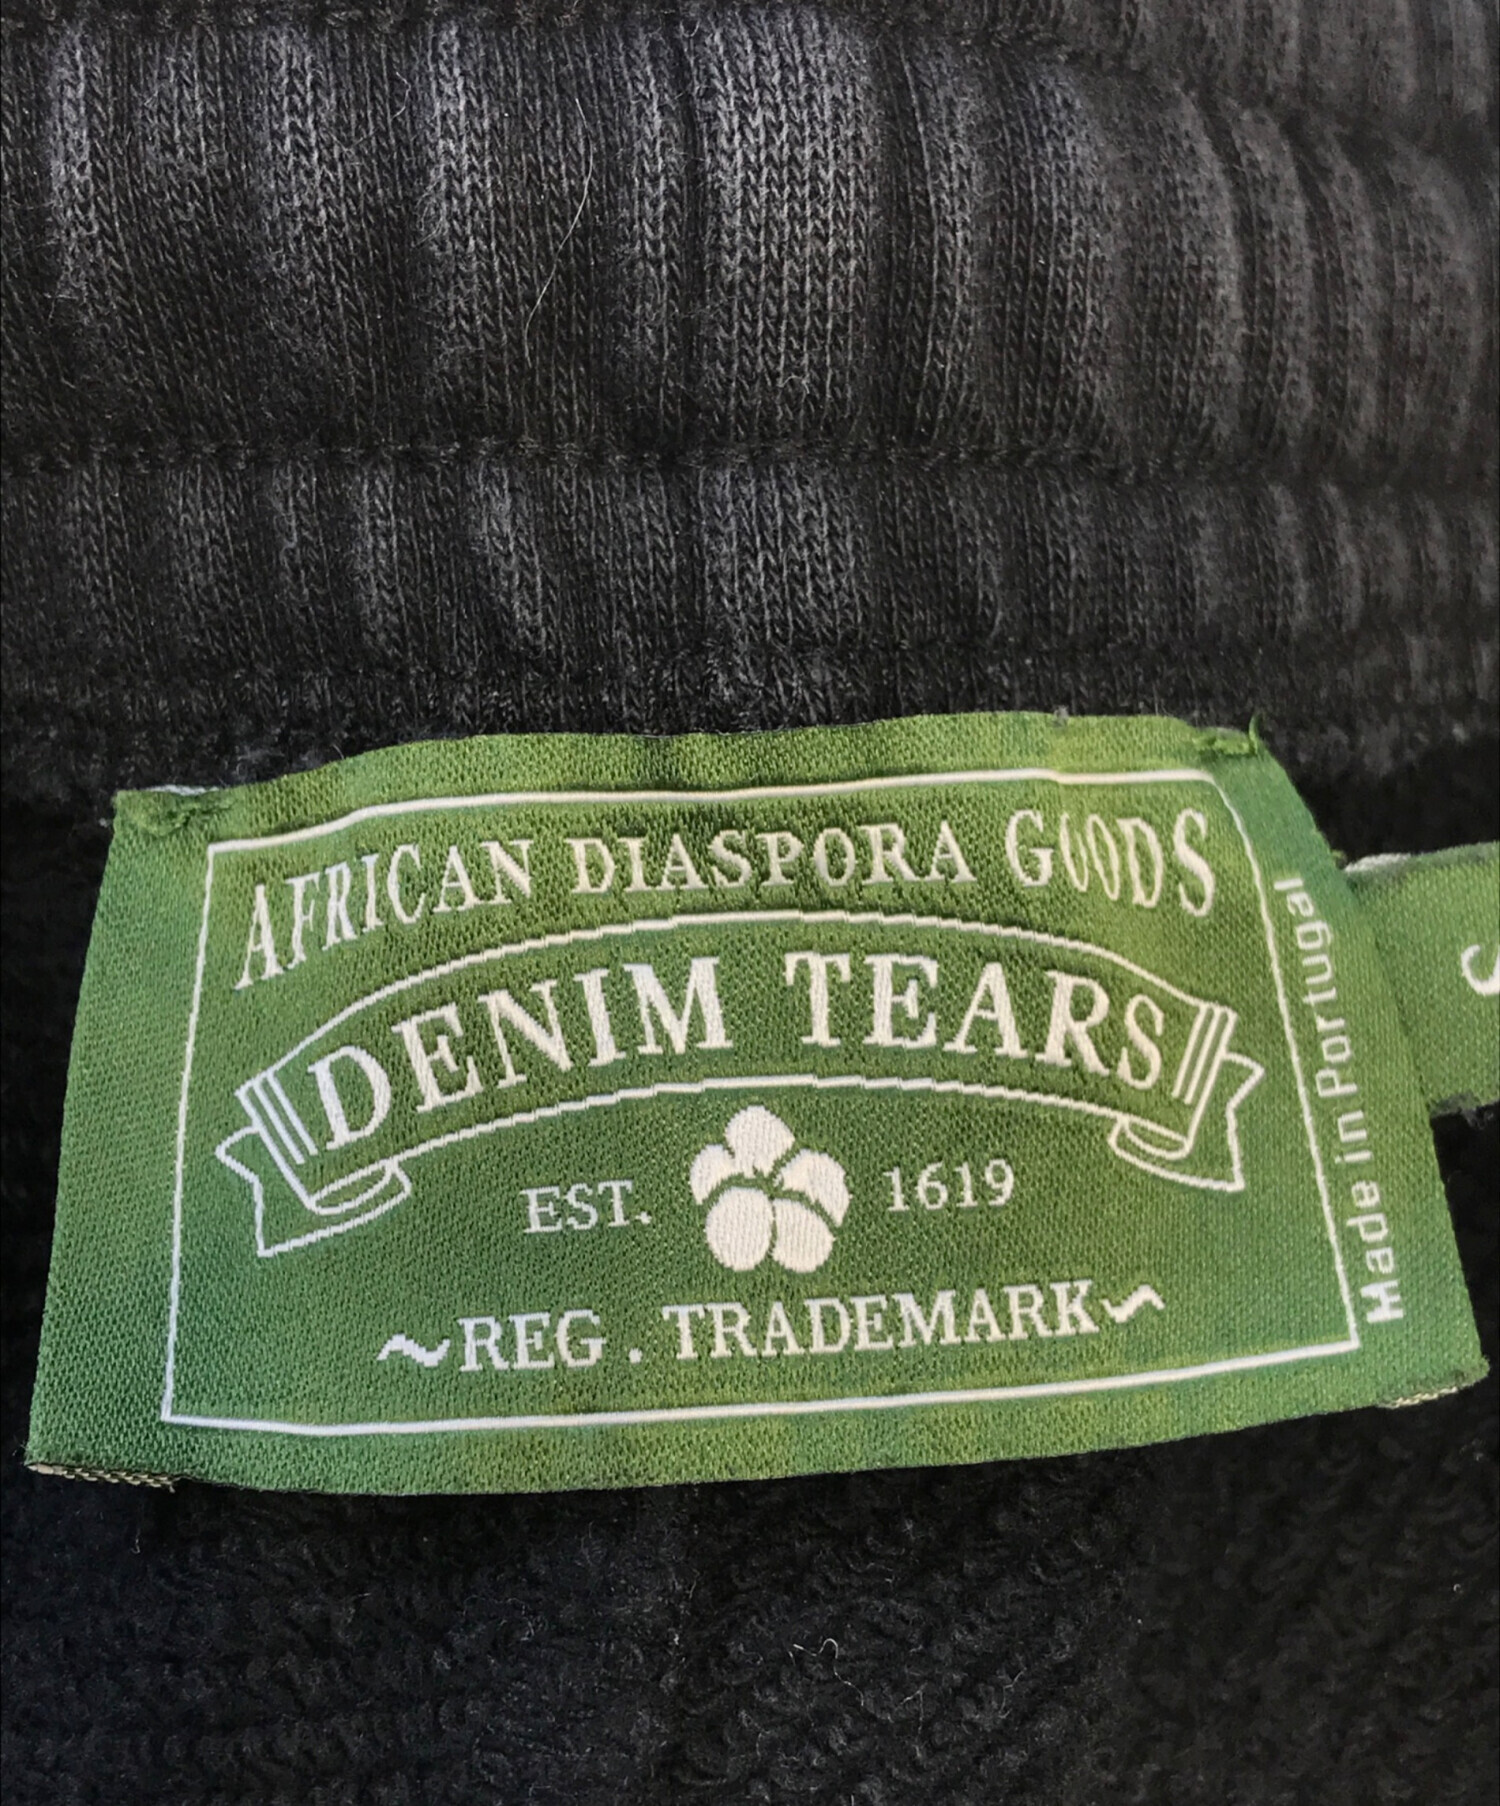 AFRICAN DIASPORA GOODS
DENIM TEARS
EST. 1619
~REG. TRADEMARK~
Made in Portugal
S